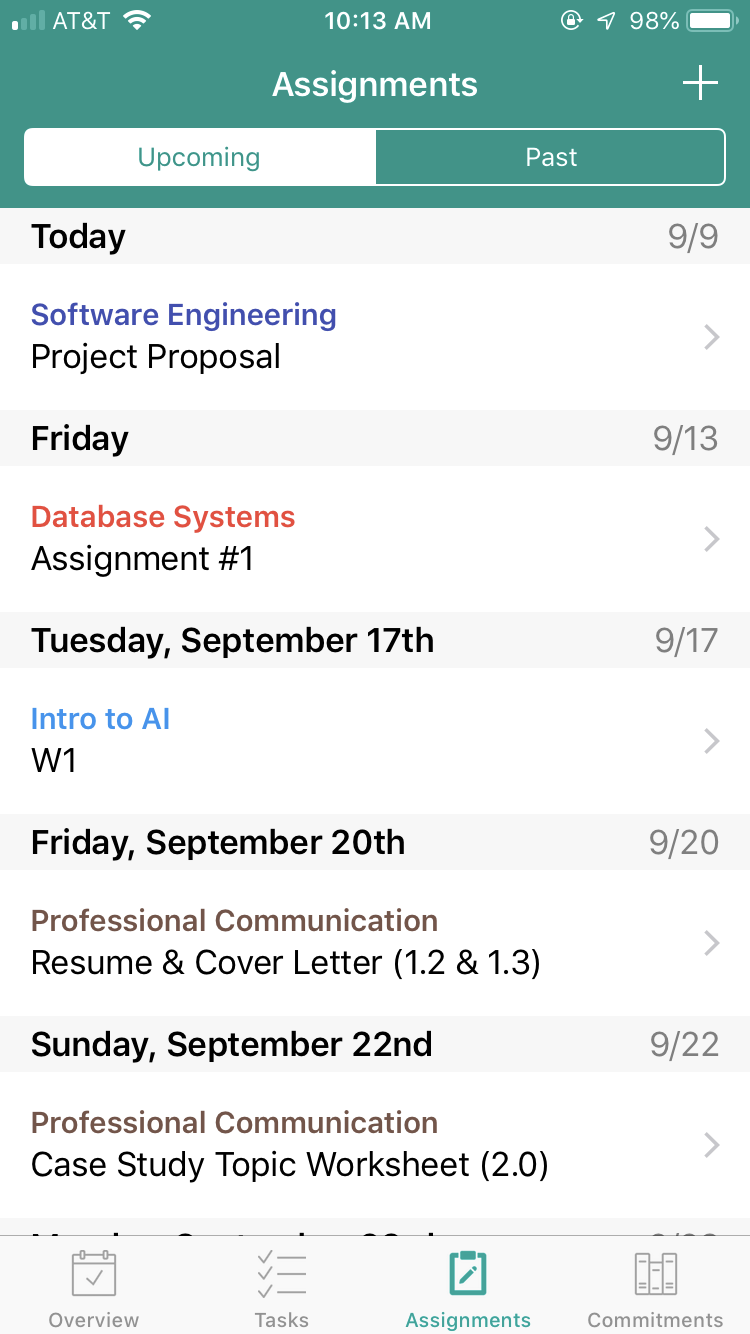 AT&T 10:13 AM 98%
Assignments
Upcoming Past
Today 9/9
Software Engineering
Project Proposal
Friday 9/13
Database Systems
Assignment #1
Tuesday, September 17th 9/17
Intro to AI
W1
Friday, September 20th 9/20
Professional Communication
Resume & Cover Letter (1.2 & 1.3)
Sunday, September 22nd 9/22
Professional Communication
Case Study Topic Worksheet (2.0)
Overview Tasks Assignments Commitments